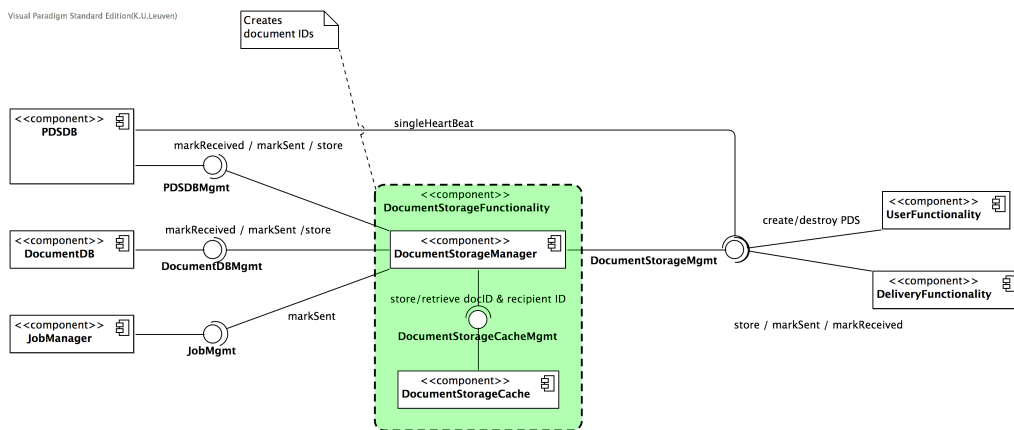 Visual Paradigm Standard Edition(K.U.Leuven)
Creates
document IDs
<<component>>
PDSDB
singleHeartBeat
markReceived / markSent / store
PDSDBMgmt
<<component>>
DocumentStorageFunctionality
<<component>>
UserFunctionality
create/destroy PDS
markReceived / markSent /store
<<component>>
DocumentDB
DocumentDBMgmt
<<component>>
DocumentStorageManager
DocumentStorageMgmt
<<component>>
DeliveryFunctionality
store / markSent / markReceived
store/retrieve docID & recipient ID
markSent
<<component>>
JobManager
JobMgmt
DocumentStorageCacheMgmt
<<component>>
DocumentStorageCache